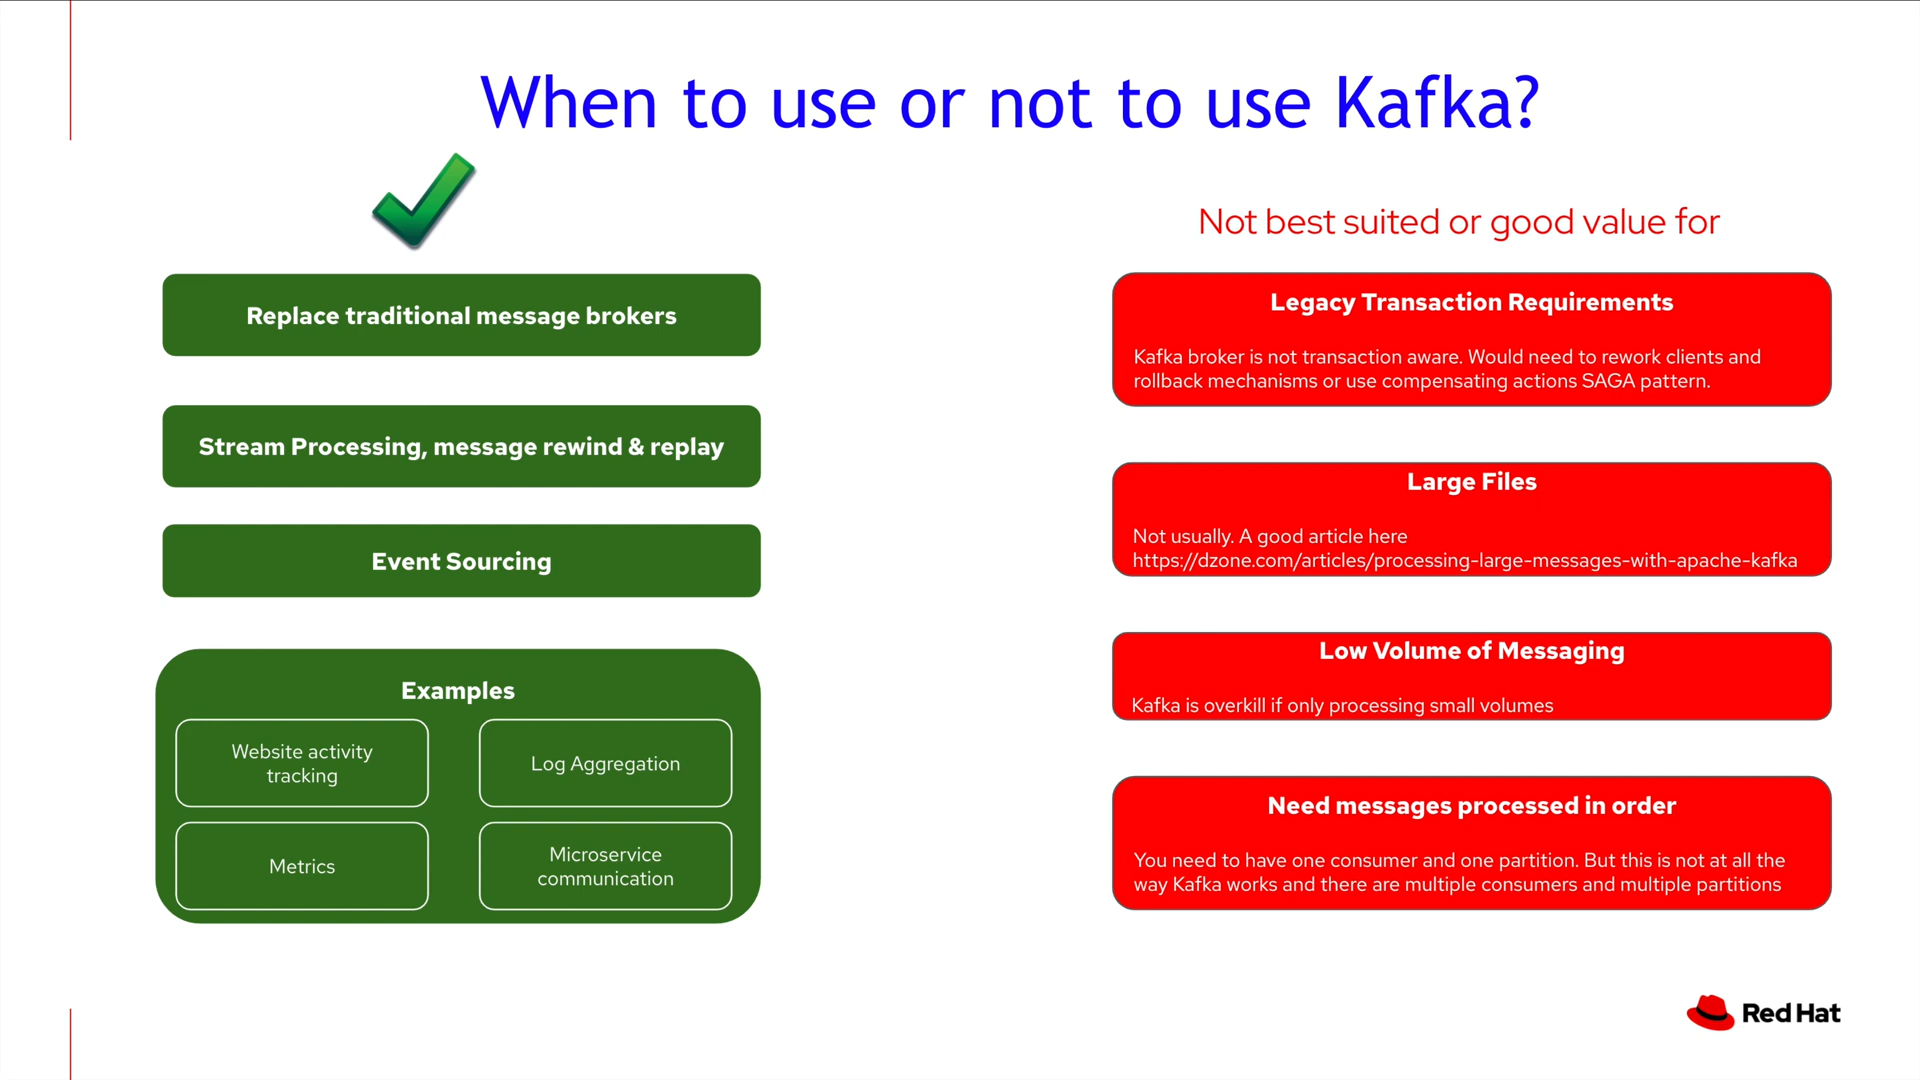 When to use or not to use Kafka?
Replace traditional message brokers
Stream Processing, message rewind & replay
Event Sourcing
Examples
Website activity
tracking
Log Aggregation
Metrics
Microservice
communication
Not best suited or good value for
Legacy Transaction Requirements
Kafka broker is not transaction aware. Would need to rework clients and
rollback mechanisms or use compensating actions SAGA pattern.
Large Files
Not usually. A good article here
https://dzone.com/articles/processing-large-messages-with-apache-kafka
Low Volume of Messaging
Kafka is overkill if only processing small volumes
Need messages processed in order
You need to have one consumer and one partition. But this is not at all the
way Kafka works and there are multiple consumers and multiple partitions
Red Hat